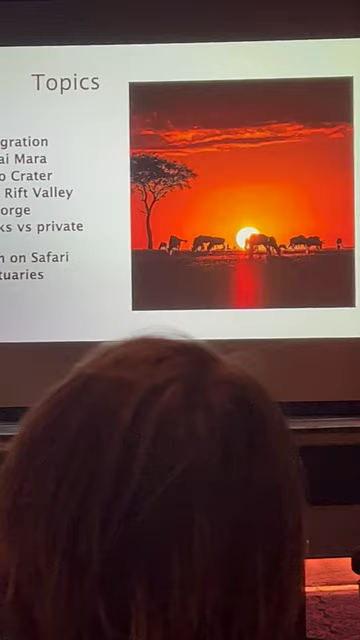 Topics
gration
ai Mara
o Crater
Rift Valley
orge
ks vs private
n on Safari
tuaries